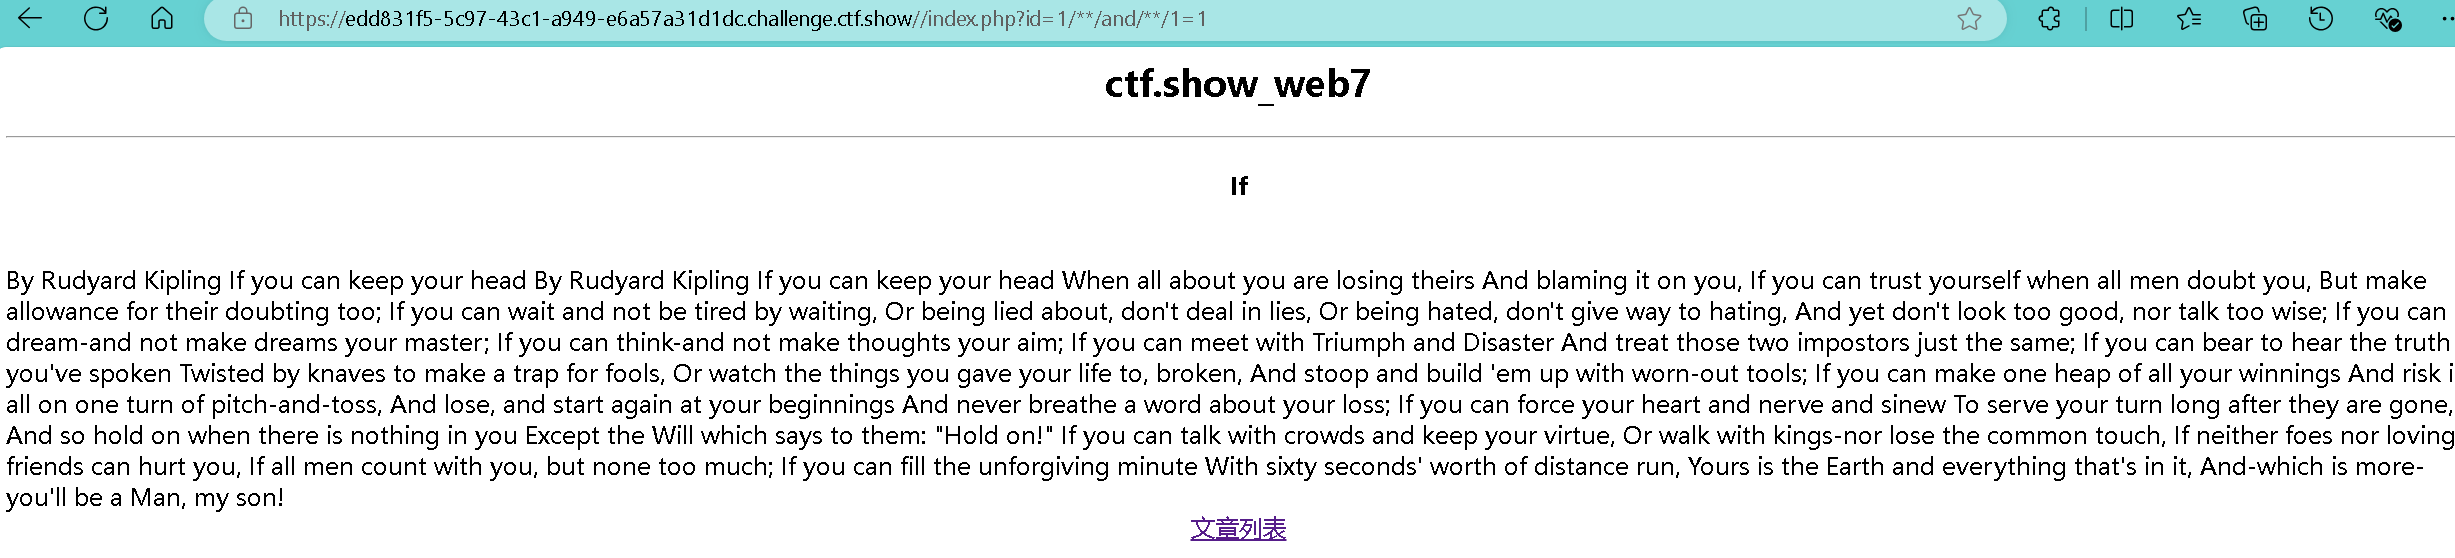 https://edd831f5-5c97-43c1-a949-e6a57a31d1dc.challenge.ctf.show//index.php?id=1/**/and/**/1=1
ctf.show_web7
If
By Rudyard Kipling If you can keep your head By Rudyard Kipling If you can keep your head When all about you are losing theirs And blaming it on you, If you can trust yourself when all men doubt you, But make
allowance for their doubting too; If you can wait and not be tired by waiting, Or being lied about, don't deal in lies, Or being hated, don't give way to hating, And yet don't look too good, nor talk too wise; If you can
dream-and not make dreams your master; If you can think-and not make thoughts your aim; If you can meet with Triumph and Disaster And treat those two impostors just the same; If you can bear to hear the truth
you've spoken Twisted by knaves to make a trap for fools, Or watch the things you gave your life to, broken, And stoop and build 'em up with worn-out tools; If you can make one heap of all your winnings And risk i
all on one turn of pitch-and-toss, And lose, and start again at your beginnings And never breathe a word about your loss; If you can force your heart and nerve and sinew To serve your turn long after they are gone,
And so hold on when there is nothing in you Except the Will which says to them: "Hold on!" If you can talk with crowds and keep your virtue, Or walk with kings-nor lose the common touch, If neither foes nor loving
friends can hurt you, If all men count with you, but none too much; If you can fill the unforgiving minute With sixty seconds' worth of distance run, Yours is the Earth and everything that's in it, And-which is more-
you'll be a Man, my son!
文章列表